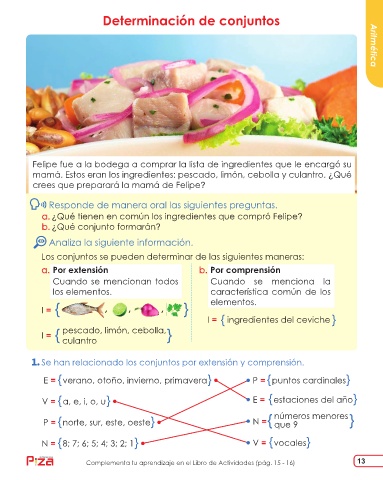 Determinación de conjuntos
Aritmética
Felipe fue a la bodega a comprar la lista de ingredientes que le encargó su
mamá. Estos eran los ingredientes: pescado, limón, cebolla y culantro. ¿Qué
crees que preparará la mamá de Felipe?
Responde de manera oral las siguientes preguntas.
a. ¿Qué tienen en común los ingredientes que compró Felipe?
b. ¿Qué conjunto formarán?
Analiza la siguiente información.
Los conjuntos se pueden determinar de las siguientes maneras:
a. Por extensión
Cuando se mencionan todos
los elementos.
I = { , , , }
I = { pescado, limón, cebolla,
culantro }
b. Por comprensión
Cuando se menciona la
característica común de los
elementos.
I = { ingredientes del ceviche }
1. Se han relacionado los conjuntos por extensión y comprensión.
E = {verano, otoño, invierno, primavera}
P = {puntos cardinales}
V = {a, e, i, o, u}
E = {estaciones del año}
P = {norte, sur, este, oeste}
N = {números menores
que 9}
N = {8; 7; 6; 5; 4; 3; 2; 1}
V = {vocales}
Complementa tu aprendizaje en el Libro de Actividades (pág. 15 - 16)
13